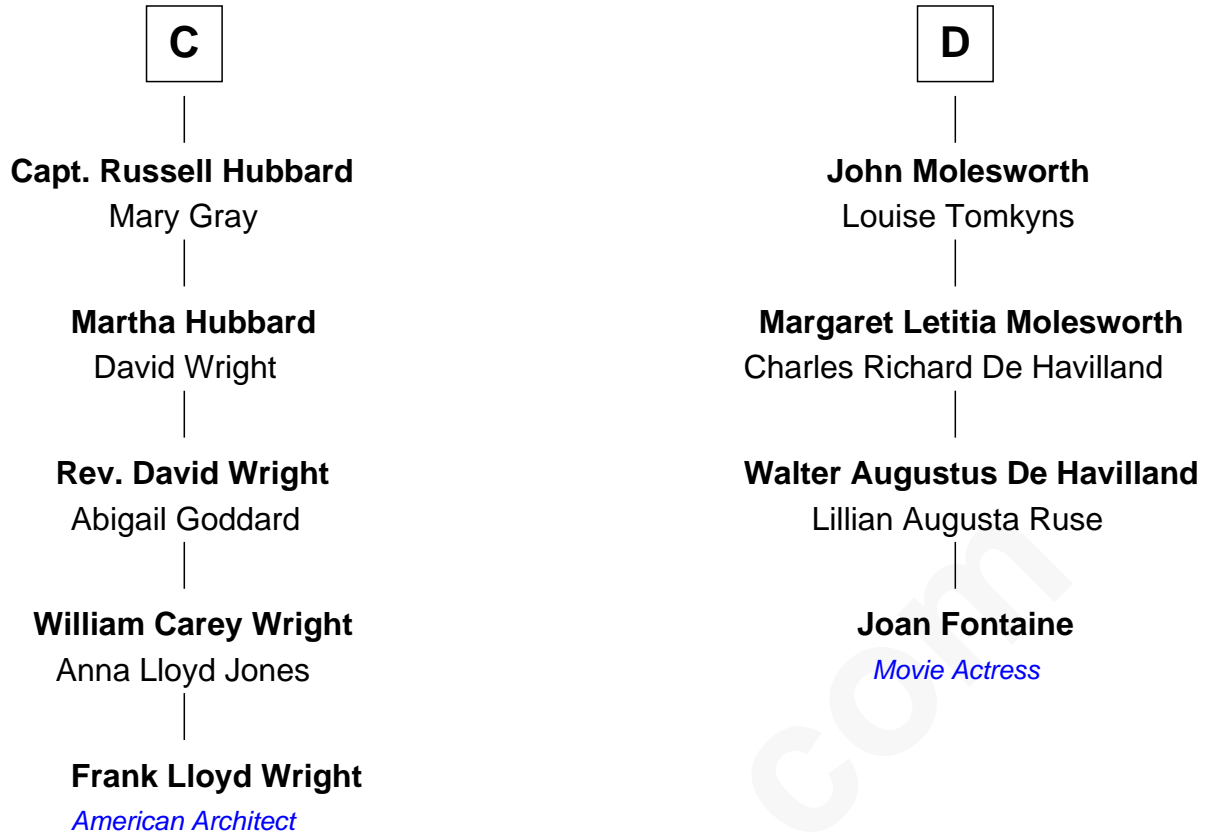 C
Capt. Russell Hubbard
Mary Gray
Martha Hubbard
David Wright
Rev. David Wright
Abigail Goddard
William Carey Wright
Anna Lloyd Jones
Frank Lloyd Wright
American Architect
D
John Molesworth
Louise Tomkyns
Margaret Letitia Molesworth
Charles Richard De Havilland
Walter Augustus De Havilland
Lillian Augusta Ruse
Joan Fontaine
Movie Actress
com